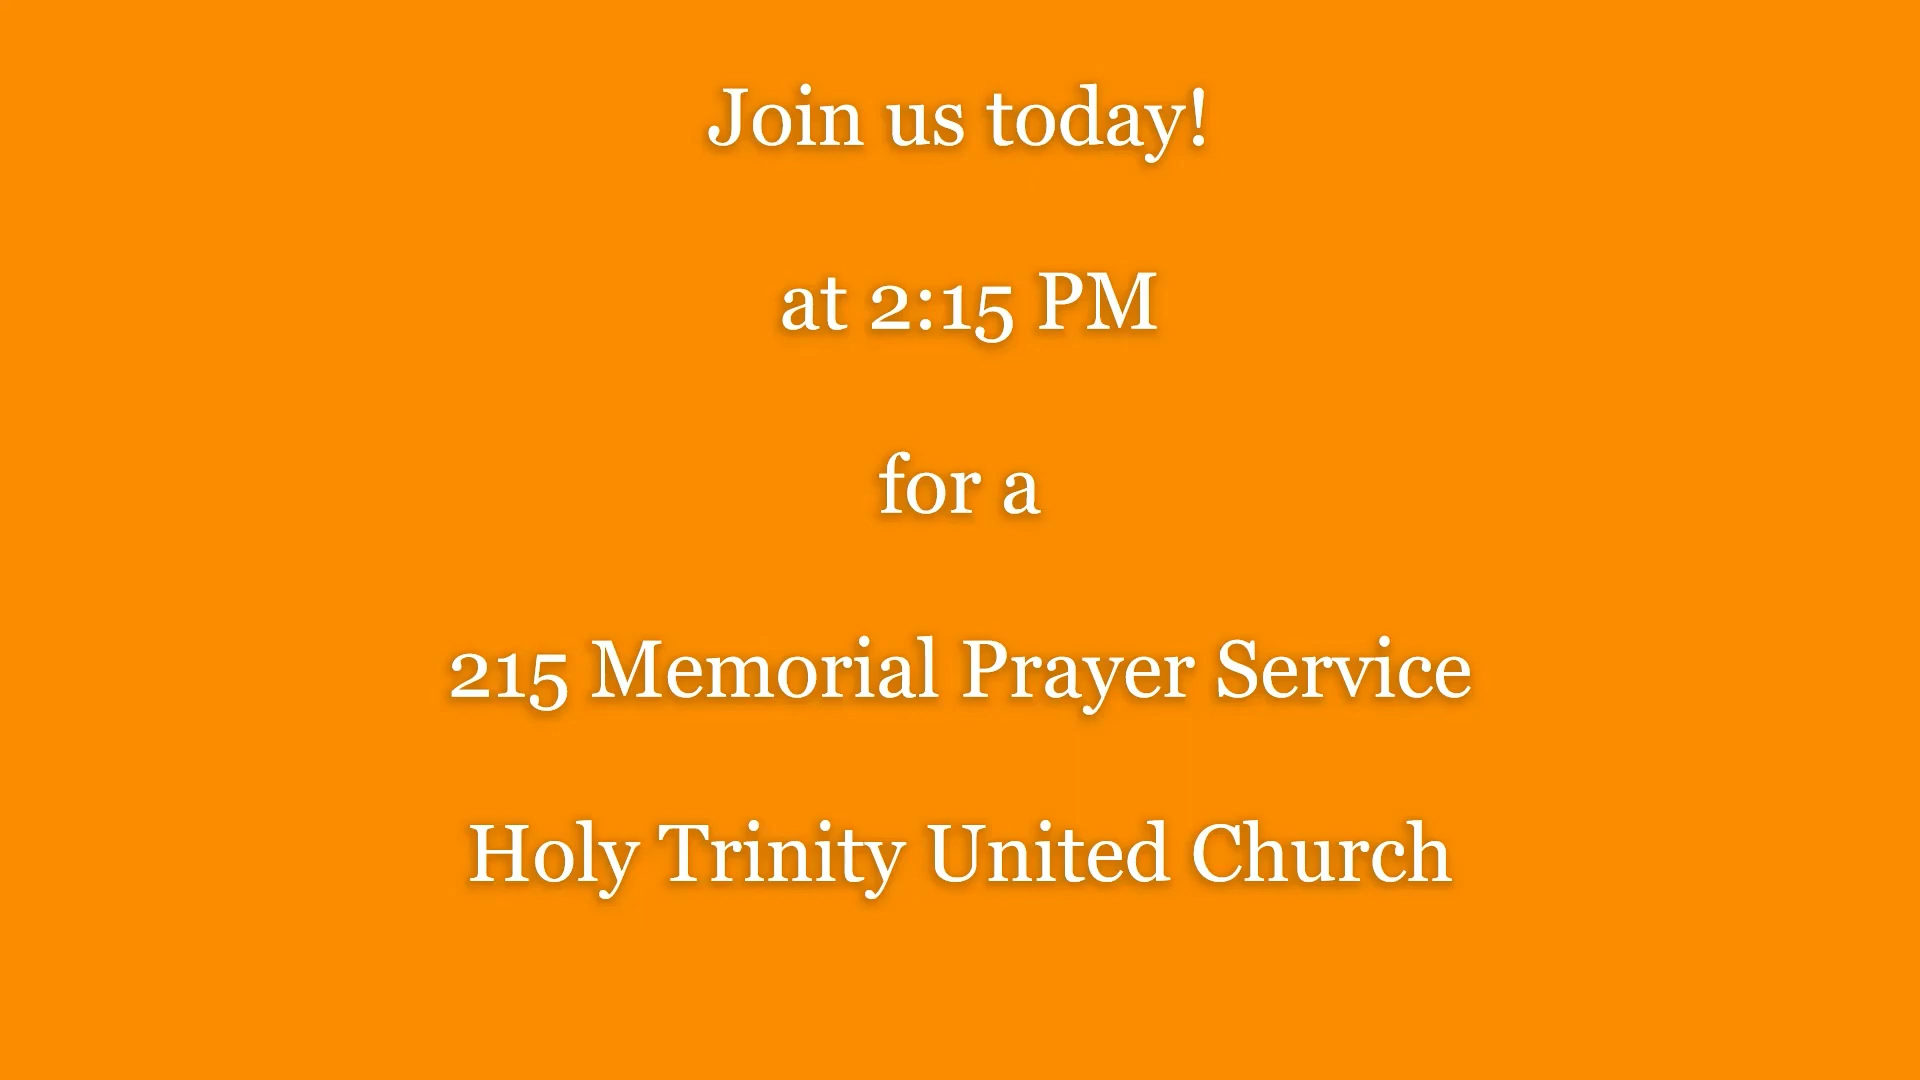 Join us today!
at 2:15 PM
for a
215 Memorial Prayer Service
Holy Trinity United Church